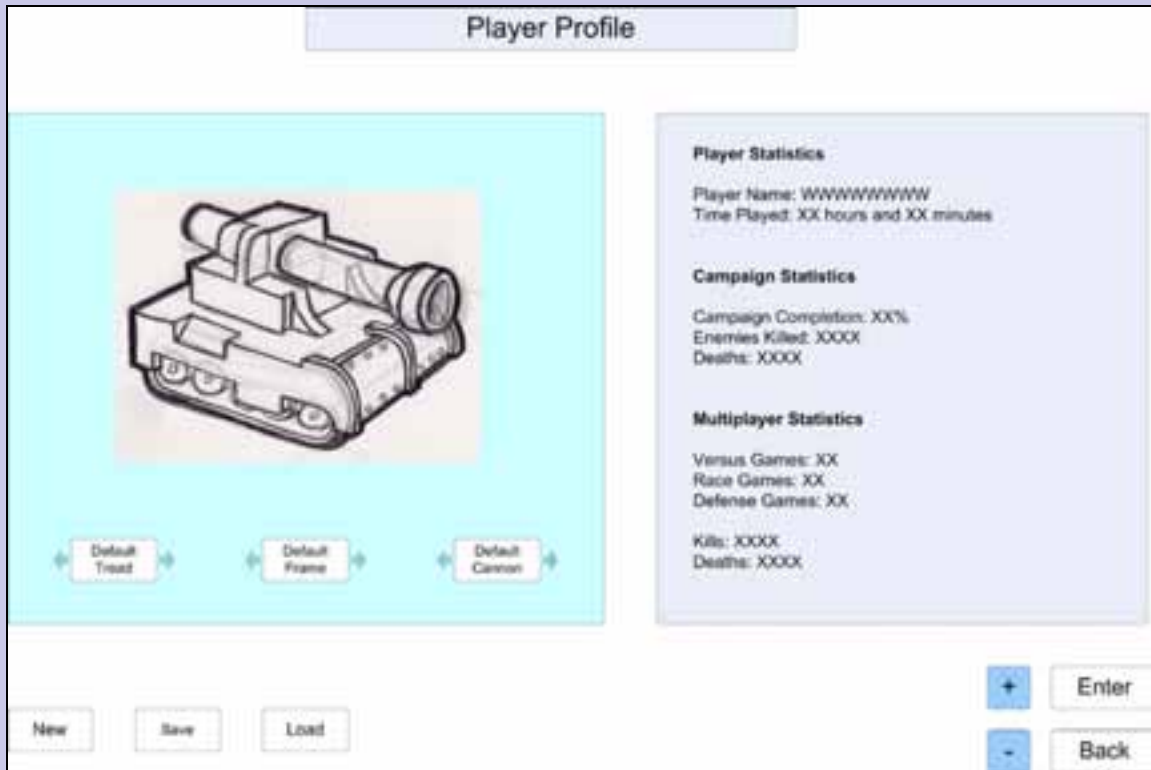 Player Profile
Player Statistics
Player Name: WWWWWWWWW
Time Played: XX hours and XX minutes
Campaign Statistics
Campaign Completion: XX%
Enemies Killed: XXXX
Deaths: XXXX
Multiplayer Statistics
Versus Games: XX
Race Games: XX
Defense Games: XX
Kills: XXXX
Deaths: XXXX
Default
Tread
Default
Frame
Default
Cannon
New
Save
Load
+
Enter
-
Back